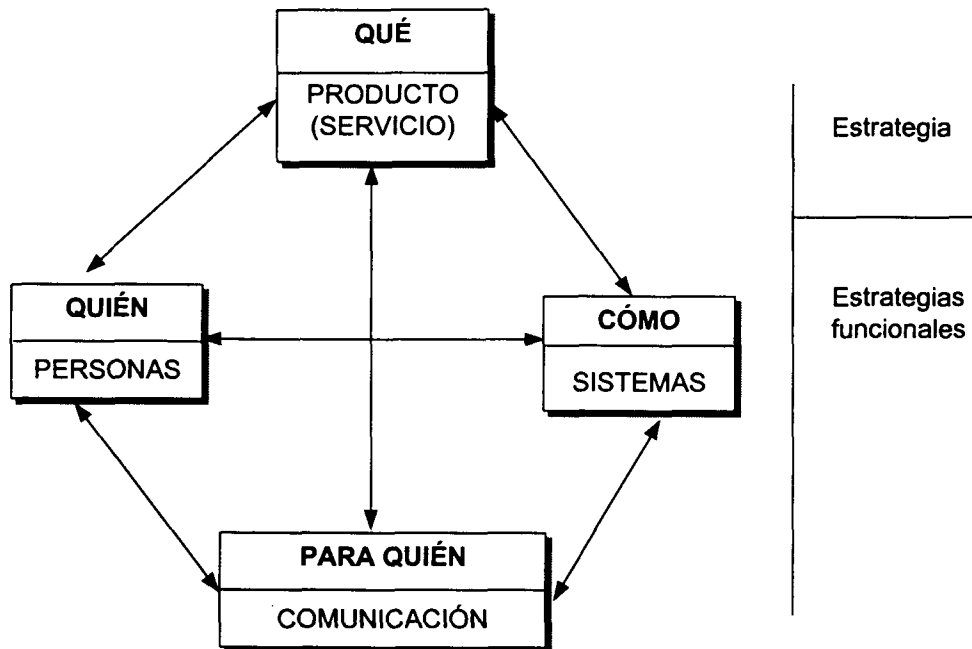 QUÉ
PRODUCTO
(SERVICIO)
Estrategia
QUIÉN
PERSONAS
CÓMO
SISTEMAS
Estrategias
funcionales
PARA QUIÉN
COMUNICACIÓN